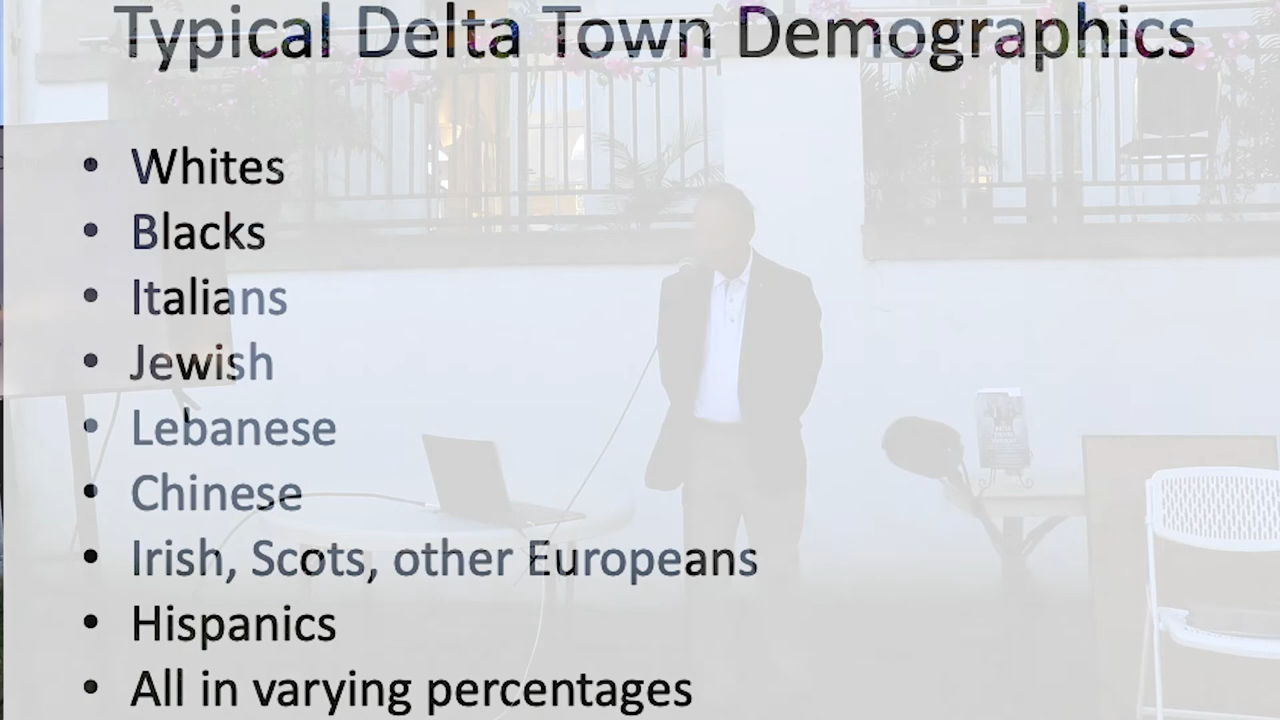 Typical Delta Town Demographics
• Whites
• Blacks
• Italians
• Jewish
• Lebanese
• Chinese
• Irish, Scots, other Europeans
• Hispanics
• All in varying percentages